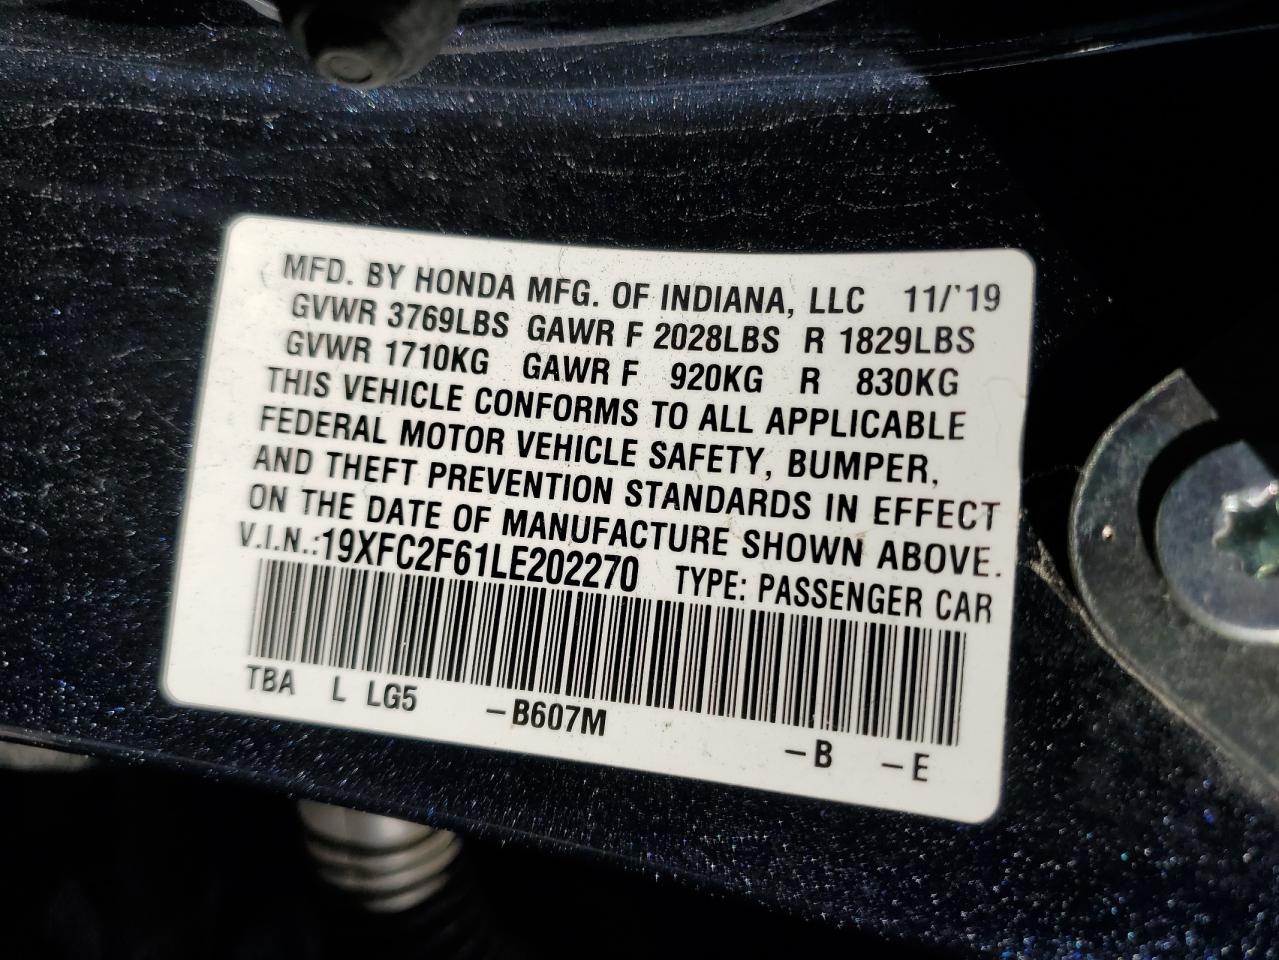 MFD. BY HONDA MFG. OF INDIANA, LLC 11/'19
GVWR 3769LBS GAWR F 2028LBS R 1829LBS
GVWR 1710KG GAWR F 920KG R 830KG
THIS VEHICLE CONFORMS TO ALL APPLICABLE
FEDERAL MOTOR VEHICLE SAFETY, BUMPER,
AND THEFT PREVENTION STANDARDS IN EFFECT
ON THE DATE OF MANUFACTURE SHOWN ABOVE.
V.I.N.:19XFC2F61LE202270 TYPE: PASSENGER CAR
TBA L LG5 -B607M -B -E